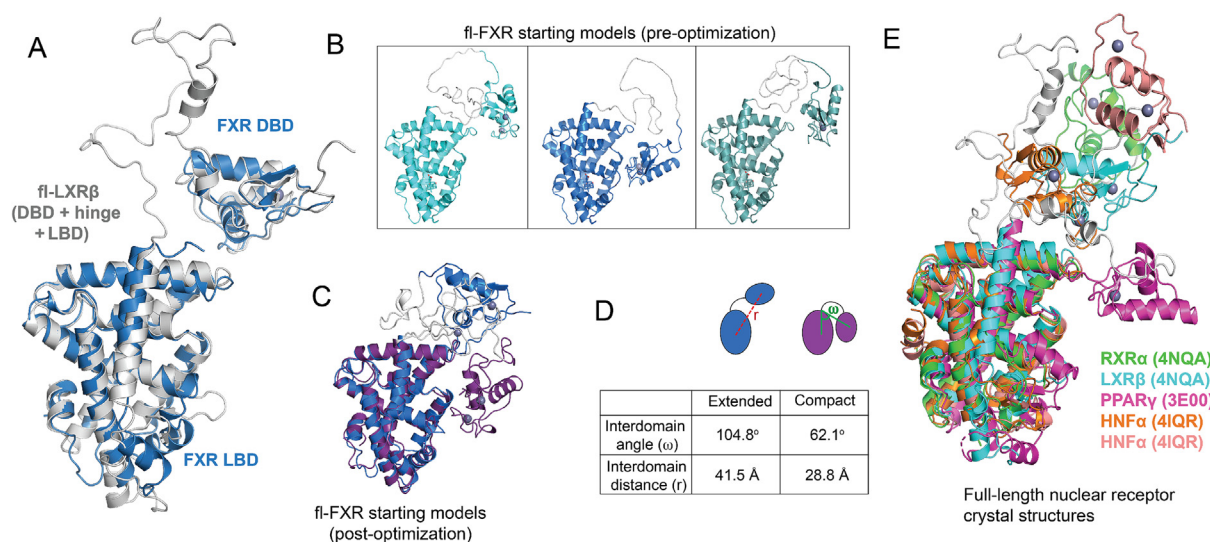 A
FXR DBD
fl-LXRβ
(DBD + hinge
+ LBD)
FXR LBD
B
fl-FXR starting models (pre-optimization)
C
fl-FXR starting models
(post-optimization)
D
r
ω
Extended
Compact
Interdomain
angle (ω)
104.8º
62.1º
Interdomain
distance (r)
41.5 Å
28.8 Å
E
RXRα (4NQA)
LXRβ (4NQA)
PPARγ (3E00)
HNFα (4IQR)
HNFα (4IQR)
Full-length nuclear receptor
crystal structures